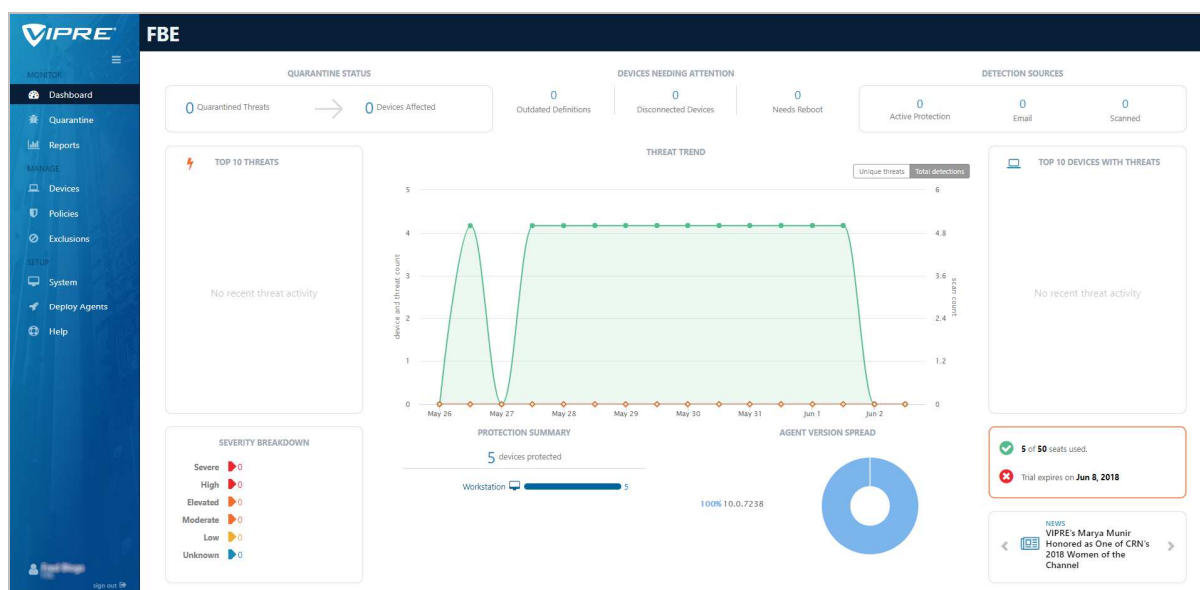 VIPRE
FBE
MONITOR
Dashboard
Quarantine
Reports
MANAGE
Devices
Policies
Exclusions
SETUP
System
Deploy Agents
Help
sign out
QUARANTINE STATUS
0 Quarantined Threats
0 Devices Affected
DEVICES NEEDING ATTENTION
0
Outdated Definitions
0
Disconnected Devices
0
Needs Reboot
DETECTION SOURCES
0
Active Protection
0
Email
0
Scanned
TOP 10 THREATS
No recent threat activity
THREAT TREND
Unique threats Total detections
device and threat count
5
4
3
2
1
0
6
4.8
3.6
2.4
1.2
0
scan count
May 26 May 27 May 28 May 29 May 30 May 31 Jun 1 Jun 2
TOP 10 DEVICES WITH THREATS
No recent threat activity
SEVERITY BREAKDOWN
Severe 0
High 0
Elevated 0
Moderate 0
Low 0
Unknown 0
PROTECTION SUMMARY
5 devices protected
Workstation 5
AGENT VERSION SPREAD
100% 10.0.7238
5 of 50 seats used.
Trial expires on Jun 8, 2018
NEWS
VIPRE's Marya Munir
Honored as One of CRN's
2018 Women of the
Channel